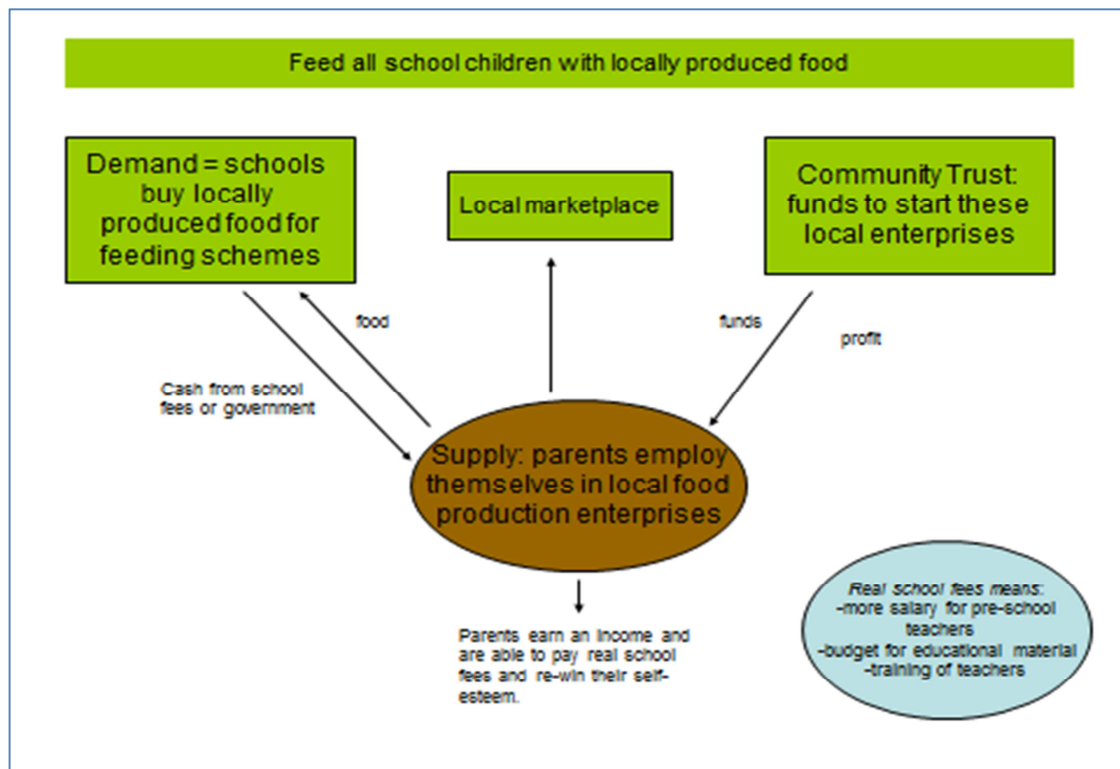 Feed all school children with locally produced food
Demand = schools
buy locally
produced food for
feeding schemes
Local marketplace
Community Trust:
funds to start these
local enterprises
food
funds
profit
Cash from school
fees or government
Supply: parents employ
themselves in local food
production enterprises
Parents earn an income and
are able to pay real school
fees and re-win their self-
esteem.
Real school fees means:
-more salary for pre-school
teachers
-budget for educational material
-training of teachers